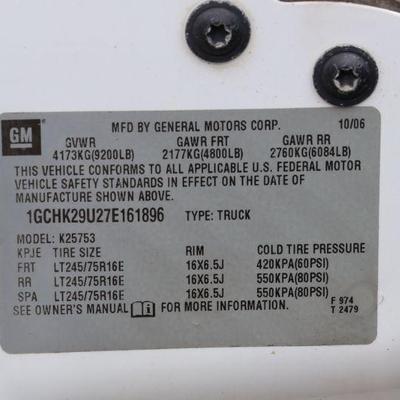 GM
MFD BY GENERAL MOTORS CORP. 10/06
GVWR GAWR FRT GAWR RR
4173KG(9200LB) 2177KG(4800LB) 2760KG(6084LB)
THIS VEHICLE CONFORMS TO ALL APPLICABLE U.S. FEDERAL MOTOR
VEHICLE SAFETY STANDARDS IN EFFECT ON THE DATE OF
MANUFACTURE SHOWN ABOVE.
1GCHK29U27E161896 TYPE: TRUCK
MODEL: K25753
KPJE TIRE SIZE RIM COLD TIRE PRESSURE
FRT LT245/75R16E 16X6.5J 420KPA(60PSI)
RR LT245/75R16E 16X6.5J 550KPA(80PSI)
SPA LT245/75R16E 16X6.5J 550KPA(80PSI)
SEE OWNER'S MANUAL FOR MORE INFORMATION.
F 974
T 2479